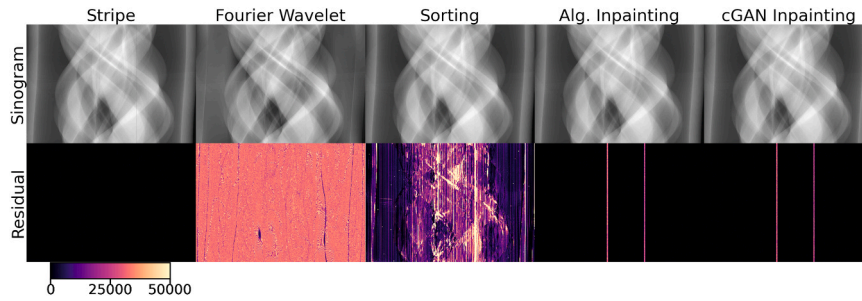 Stripe Fourier Wavelet Sorting Alg. Inpainting cGAN Inpainting
Sinogram
Residual
0 25000 50000